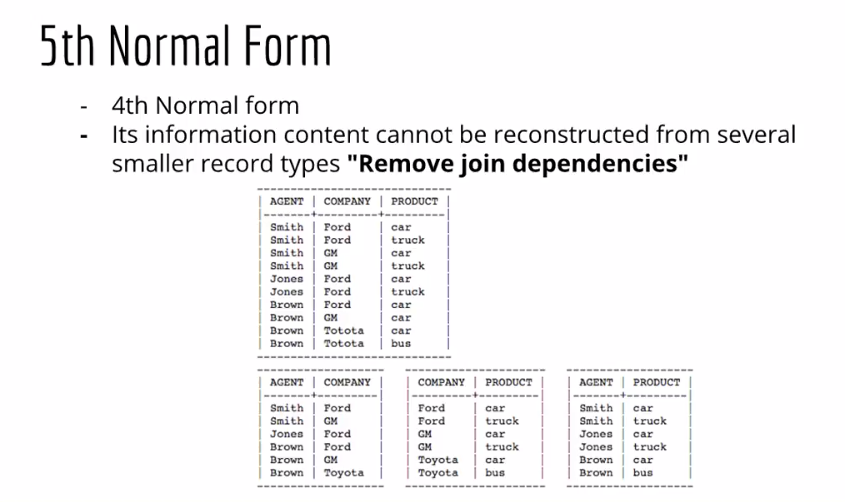 5th Normal Form
- 4th Normal form
- Its information content cannot be reconstructed from several
smaller record types "Remove join dependencies"
| AGENT | COMPANY | PRODUCT |
| Smith | Ford | car |
| Smith | Ford | truck |
| Smith | GM | car |
| Smith | GM | truck |
| Jones | Ford | car |
| Jones | Ford | truck |
| Brown | Ford | car |
| Brown | GM | car |
| Brown | Totota | car |
| Brown | Totota | bus |
| AGENT | COMPANY |
| Smith | Ford |
| Smith | GM |
| Jones | Ford |
| Brown | Ford |
| Brown | GM |
| Brown | Toyota |
| COMPANY | PRODUCT |
| Ford | car |
| Ford | truck |
| GM | car |
| GM | truck |
| Toyota | car |
| Toyota | bus |
| AGENT | PRODUCT |
| Smith | car |
| Smith | truck |
| Jones | car |
| Jones | truck |
| Brown | car |
| Brown | bus |